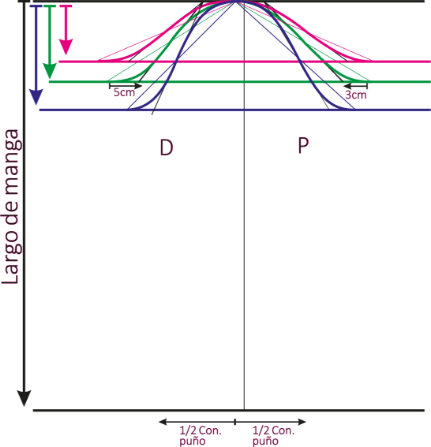 5cm
3cm
D
P
Largo de manga
1/2 Con.
puño
1/2 Con.
puño